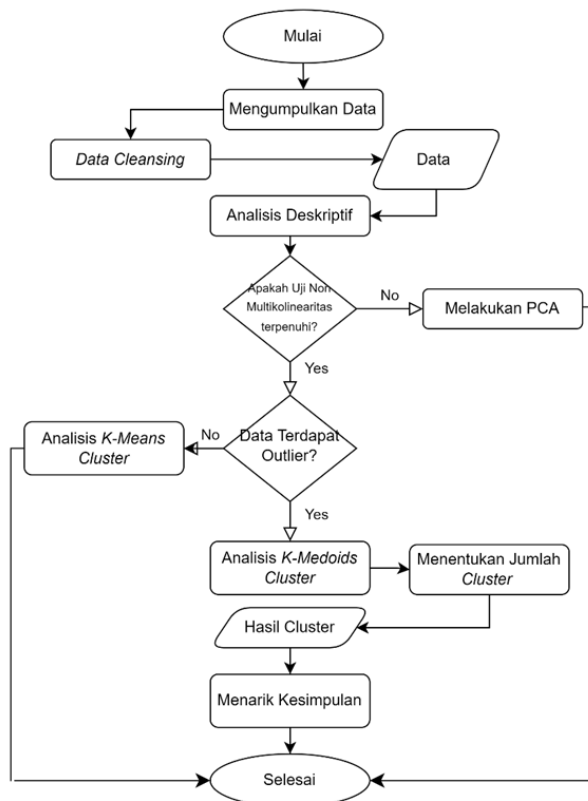 Mulai
Mengumpulkan Data
Data Cleansing
Data
Analisis Deskriptif
Apakah Uji Non
Multikolinearitas
terpenuhi?
No
Melakukan PCA
Yes
Data Terdapat
Outlier?
No
Analisis K-Means
Cluster
Yes
Analisis K-Medoids
Cluster
Menentukan Jumlah
Cluster
Hasil Cluster
Menarik Kesimpulan
Selesai